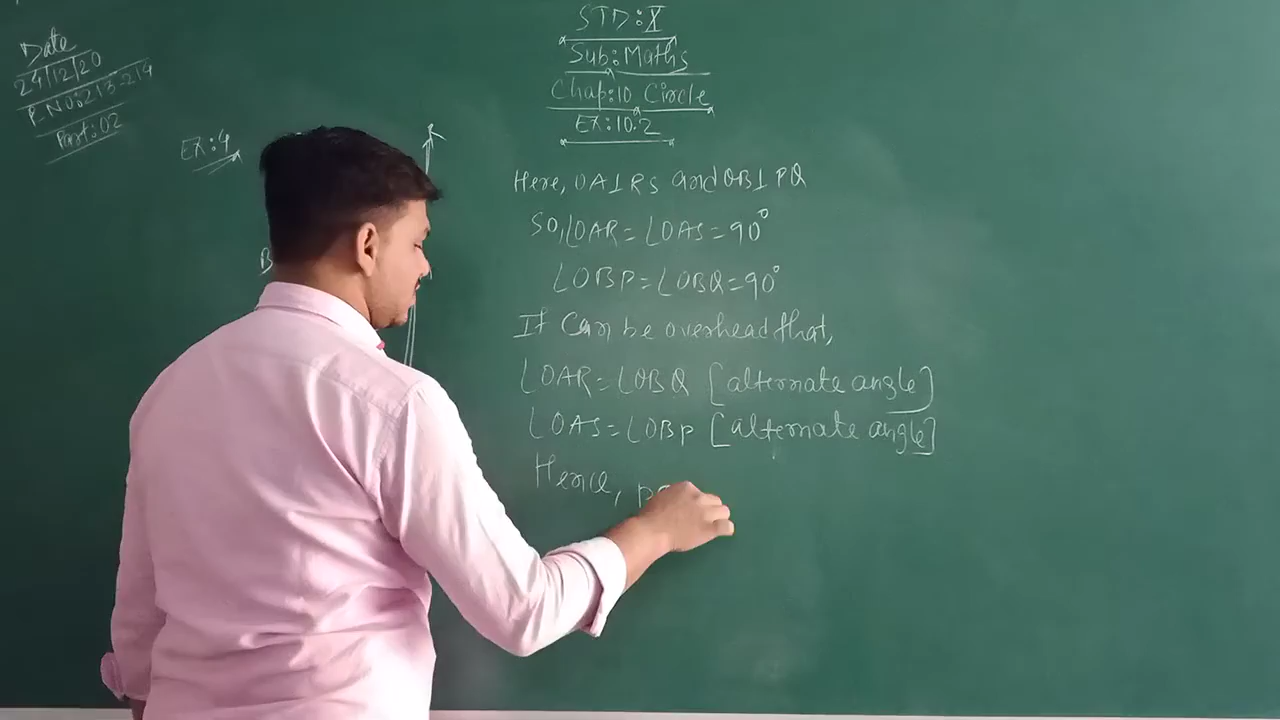 Date
24/12/20
P.NO:213-214
Part:02
STD:X
Sub:Maths
Chap:10 Circle
EX:10.2
EX:4
B
Here, OA⊥RS and OB⊥PQ
SO,∠OAR=∠OAS=90°
∠OBP=∠OBQ=90°
It Can be overhead that,
∠OAR=∠OBQ [alternate angle]
∠OAS=∠OBP [alternate angle]
Hence,